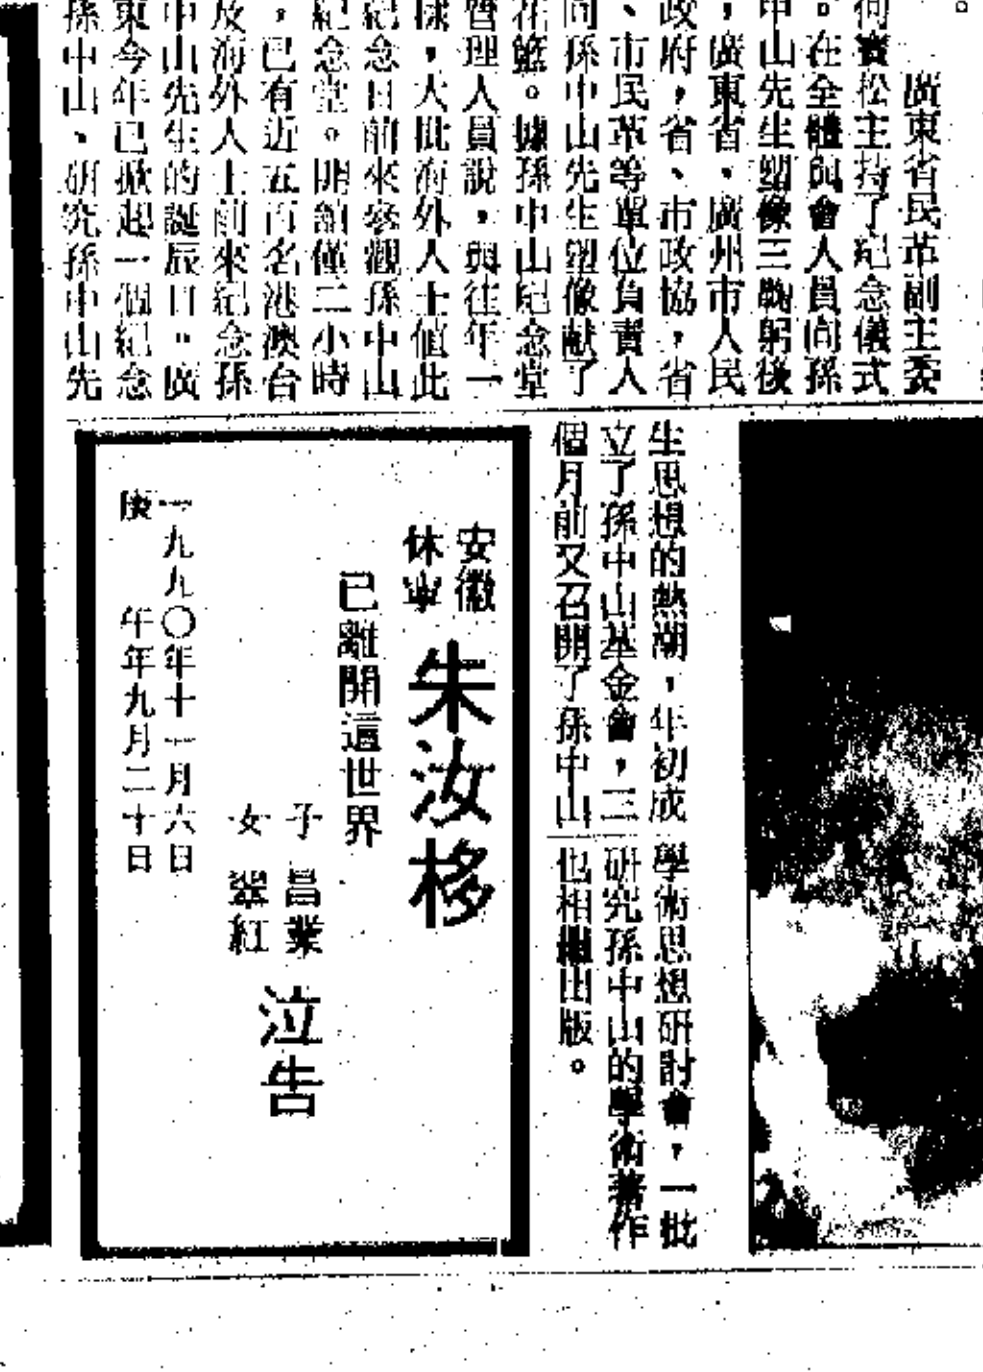 。
廣東省民革副主委
何寶松主持了紀念儀式
。在全體與會人員向孫
中山先生塑像三鞠躬後
，廣東省，廣州市人民
政府，省、市政協，省
、市民革等單位負責人
向孫中山先生塑像獻了
花籃。據孫中山紀念堂
管理人員說，與往年一
樣，大批海外人士值此
紀念日前來參觀孫中山
紀念堂。開館僅二小時
，已有近五百名港澳台
及海外人士前來紀念孫
中山先生的誕辰日。廣
東今年已掀起一個紀念
孫中山、研究孫中山先
生思想的熱潮，年初成
立了孫中山基金會，三
個月前又召開了孫中山
學術思想研討會，一批
研究孫中山的學術著作
也相繼出版。
安徽
休寧
朱汝移
已離開這世界
子 昌業
女 翠紅
泣告
一九九〇年十一月六日
庚午年九月二十日